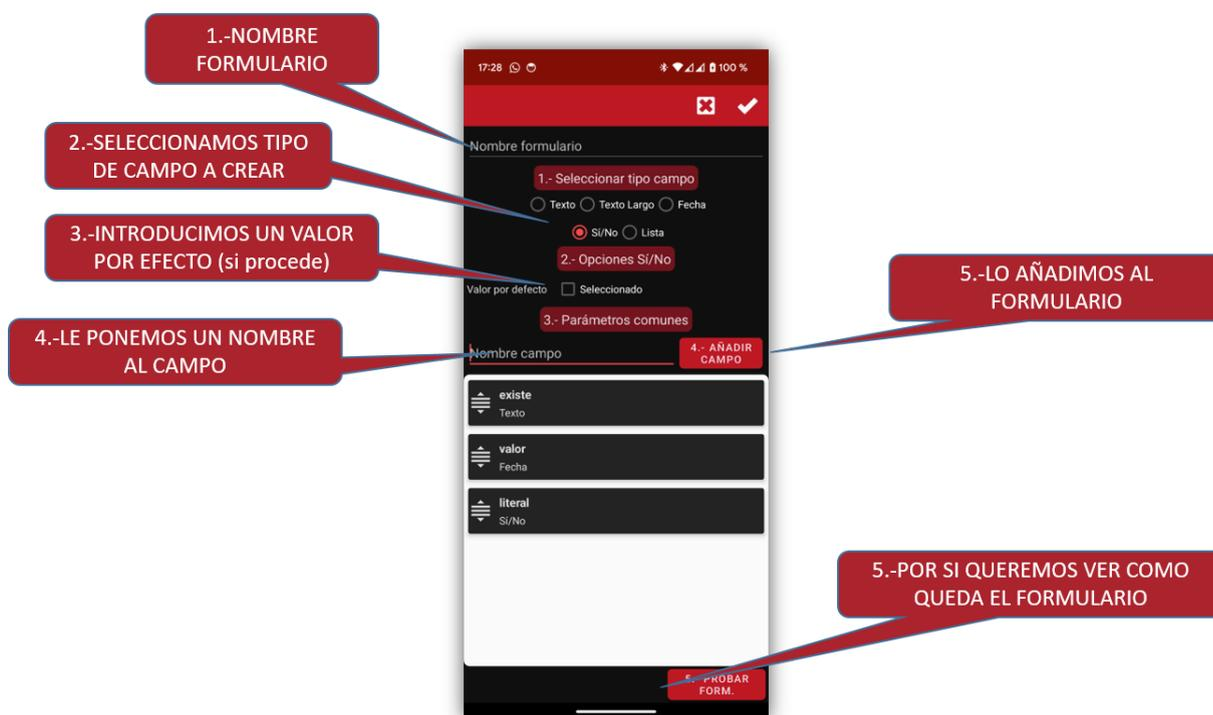 1.-NOMBRE
FORMULARIO
2.-SELECCIONAMOS TIPO
DE CAMPO A CREAR
3.-INTRODUCIMOS UN VALOR
POR EFECTO (si procede)
4.-LE PONEMOS UN NOMBRE
AL CAMPO
17:28
100 %
Nombre formulario
1.- Seleccionar tipo campo
Texto Texto Largo Fecha
Sí/No Lista
2.- Opciones Sí/No
Valor por defecto Seleccionado
3.- Parámetros comunes
Nombre campo
4.- AÑADIR
CAMPO
existe
Texto
valor
Fecha
literal
Sí/No
5.- PROBAR
FORM.
5.-LO AÑADIMOS AL
FORMULARIO
5.-POR SI QUEREMOS VER COMO
QUEDA EL FORMULARIO